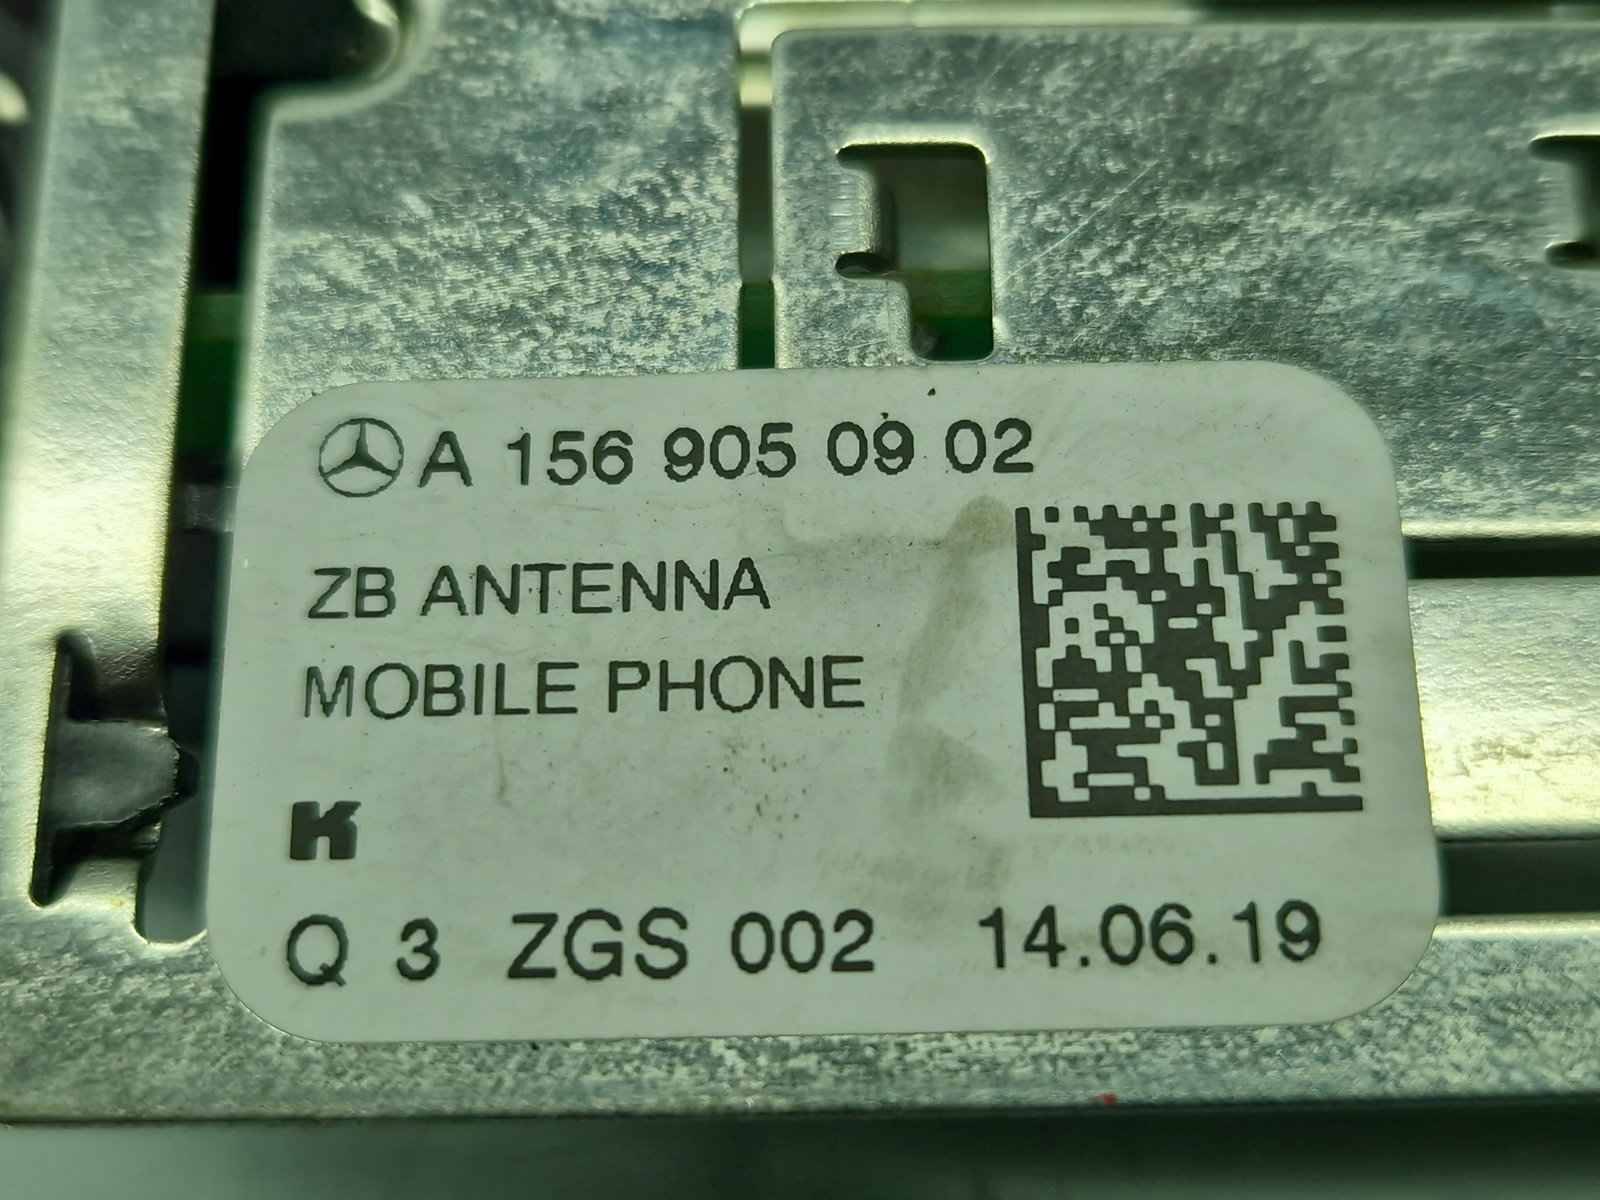 A 156 905 09 02
ZB ANTENNA
MOBILE PHONE
K
Q 3 ZGS 002 14.06.19